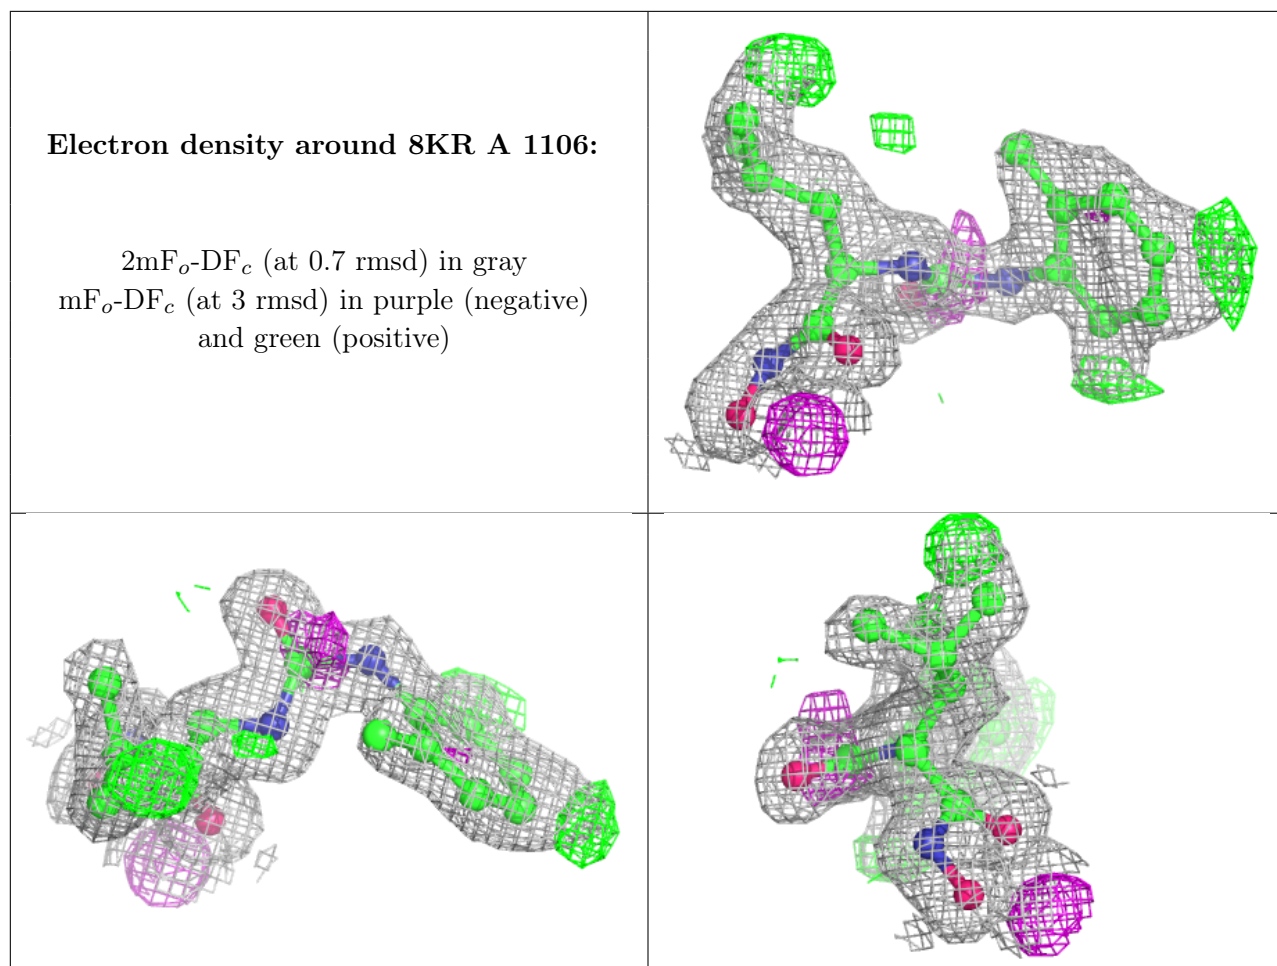 Electron density around 8KR A 1106:
2mFo-DFc (at 0.7 rmsd) in gray
mFo-DFc (at 3 rmsd) in purple (negative)
and green (positive)